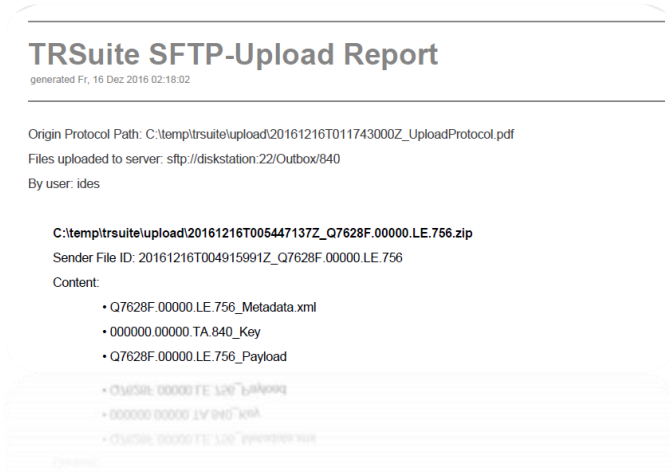 TRSuite SFTP-Upload Report
generated Fr, 16 Dez 2016 02:18:02
Origin Protocol Path: C:\temp\trsuite\upload\20161216T011743000Z_UploadProtocol.pdf
Files uploaded to server: sftp://diskstation:22/Outbox/840
By user: ides
C:\temp\trsuite\upload\20161216T005447137Z_Q7628F.00000.LE.756.zip
Sender File ID: 20161216T004915991Z_Q7628F.00000.LE.756
Content:
• Q7628F.00000.LE.756_Metadata.xml
• 000000.00000.TA.840_Key
• Q7628F.00000.LE.756_Payload